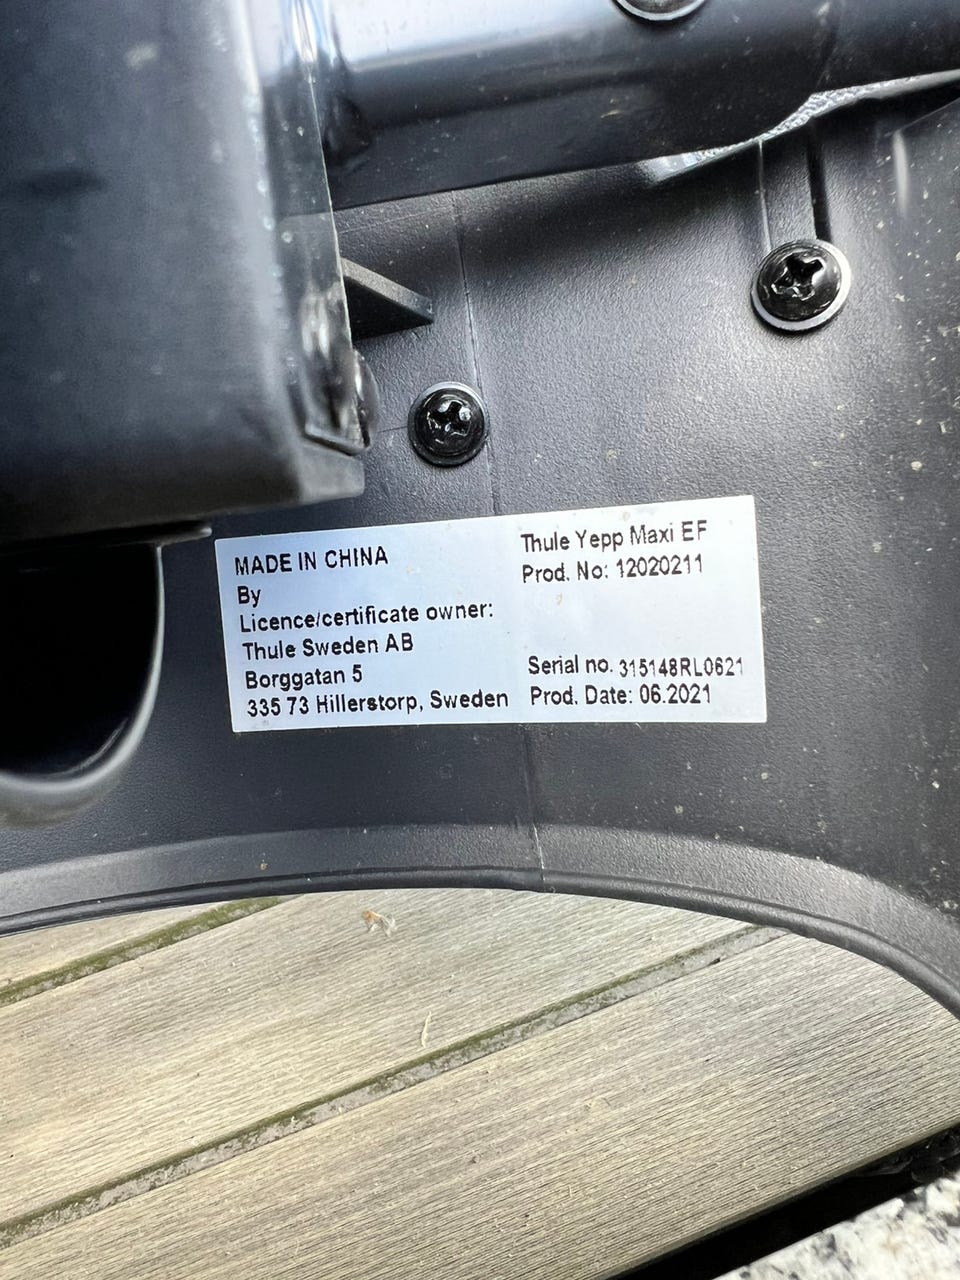 MADE IN CHINA
By
Licence/certificate owner:
Thule Sweden AB
Borggatan 5
335 73 Hillerstorp, Sweden
Thule Yepp Maxi EF
Prod. No: 12020211
Serial no. 315148RL0621
Prod. Date: 06.2021